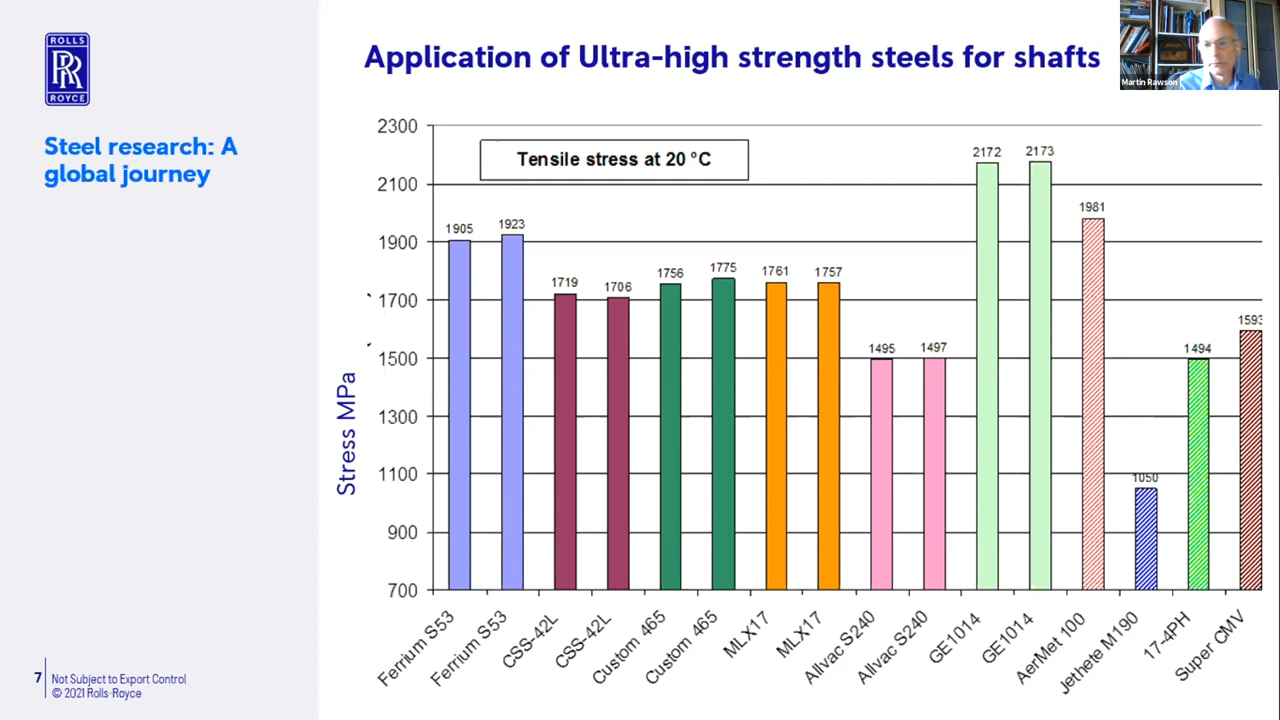 ROLLS
RR
ROYCE
Application of Ultra-high strength steels for shafts
Martin Rawson
Steel research: A
global journey
Tensile stress at 20 °C
Stress MPa
2300
2100
1900
1700
1500
1300
1100
900
700
1905
1923
1719
1706
1756
1775
1761
1757
1495
1497
2172
2173
1981
1050
1494
1593
Ferrium S53
Ferrium S53
CSS-42L
CSS-42L
Custom 465
Custom 465
MLX17
MLX17
Allvac S240
Allvac S240
GE1014
GE1014
AerMet 100
Jethete M190
17-4PH
Super CMV
7
Not Subject to Export Control
© 2021 Rolls-Royce